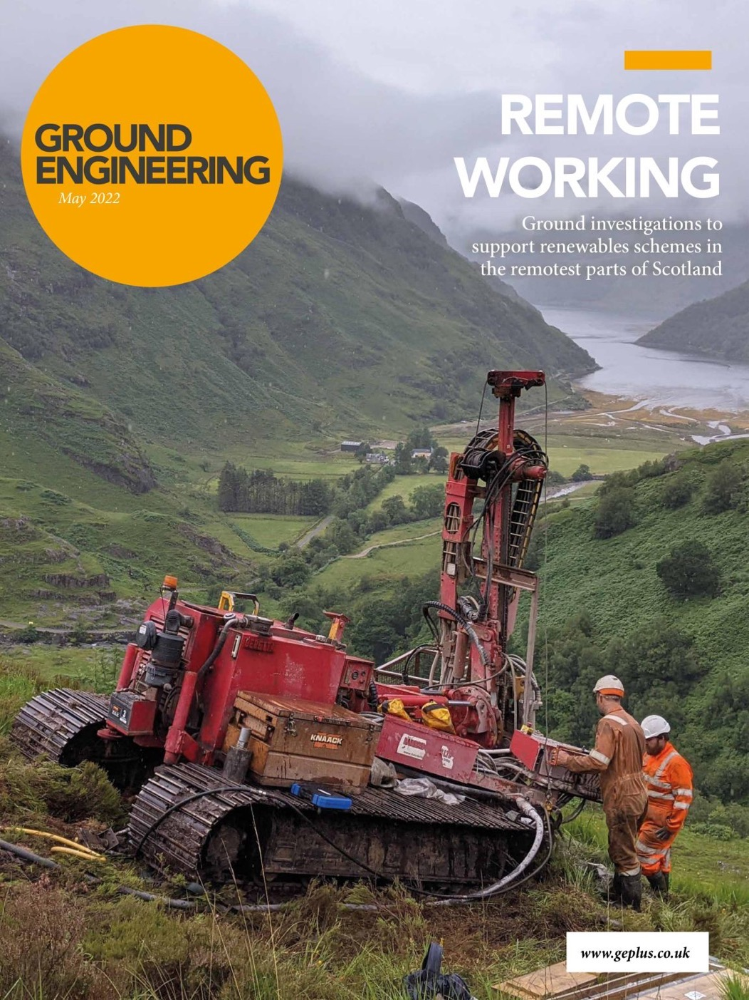 GROUND
ENGINEERING
May 2022
REMOTE
WORKING
Ground investigations to
support renewables schemes in
the remotest parts of Scotland
BERETTA
KNAACK
www.geplus.co.uk